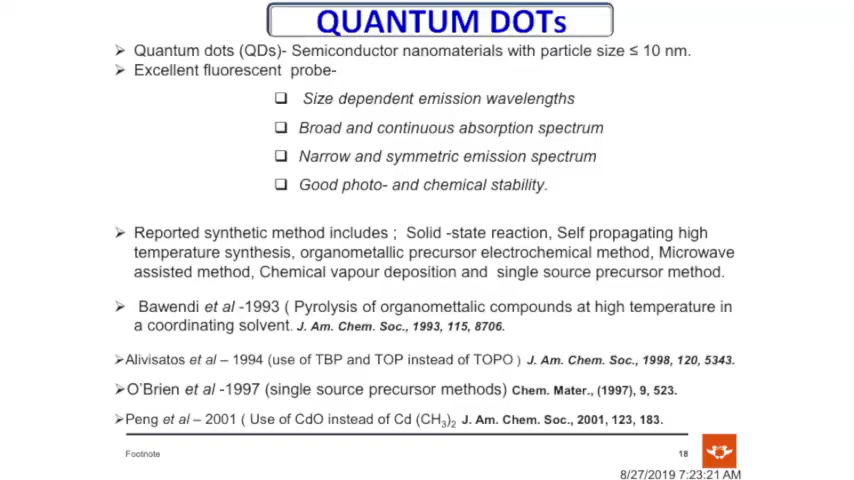 QUANTUM DOTs
➢ Quantum dots (QDs)- Semiconductor nanomaterials with particle size ≤ 10 nm.
➢ Excellent fluorescent probe-
❑ Size dependent emission wavelengths
❑ Broad and continuous absorption spectrum
❑ Narrow and symmetric emission spectrum
❑ Good photo- and chemical stability.
➢ Reported synthetic method includes ; Solid -state reaction, Self propagating high
temperature synthesis, organometallic precursor electrochemical method, Microwave
assisted method, Chemical vapour deposition and single source precursor method.
➢ Bawendi et al -1993 ( Pyrolysis of organomettalic compounds at high temperature in
a coordinating solvent. J. Am. Chem. Soc., 1993, 115, 8706.
➢Alivisatos et al – 1994 (use of TBP and TOP instead of TOPO ) J. Am. Chem. Soc., 1998, 120, 5343.
➢O'Brien et al -1997 (single source precursor methods) Chem. Mater., (1997), 9, 523.
➢Peng et al – 2001 ( Use of CdO instead of Cd (CH₃)₂ J. Am. Chem. Soc., 2001, 123, 183.
Footnote 18
8/27/2019 7:23:21 AM